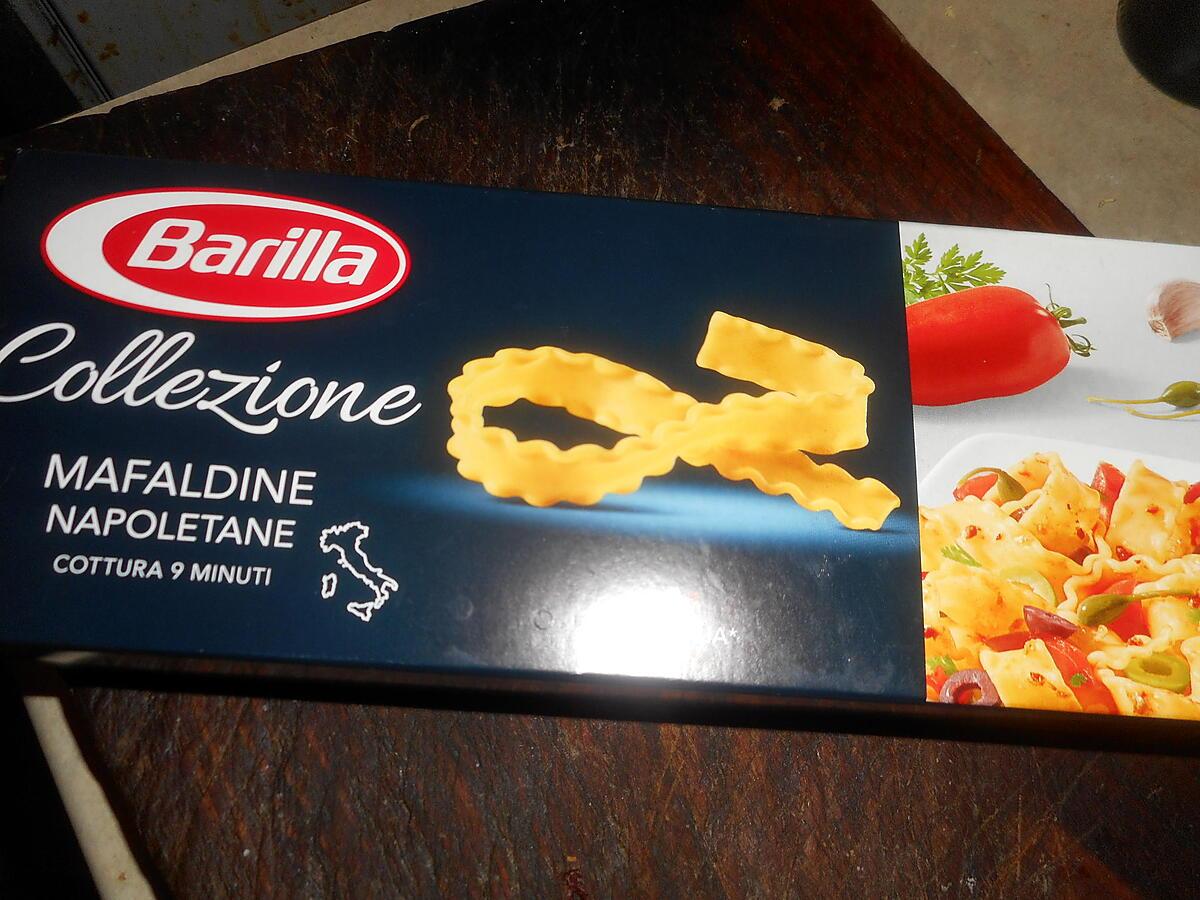 Barilla
Collezione
MAFALDINE
NAPOLETANE
COTTURA 9 MINUTI